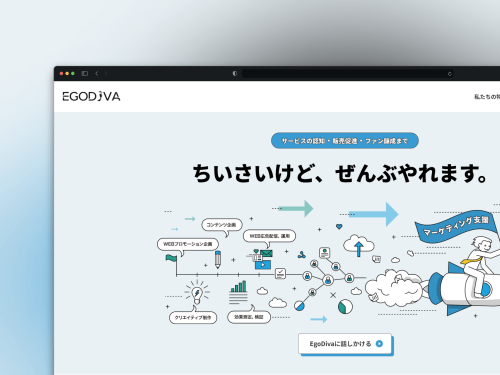 EGODiVA
私たちの特
サービスの認知・販売促進・ファン醸成まで
ちいさいけど、ぜんぶやれます。
コンテンツ企画
マーケティング支援
WEBプロモーション企画
WEB広告配信、運用
クリエイティブ制作
効果測定、検証
EgoDivaに話しかける